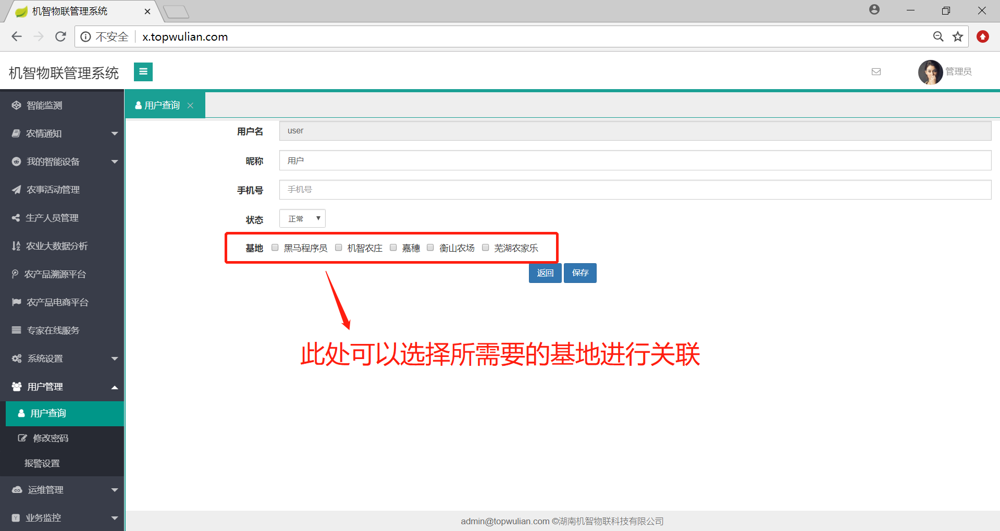 机智物联管理系统
不安全 x.topwulian.com
机智物联管理系统
管理员
智能监测
农情通知
我的智能设备
农事活动管理
生产人员管理
农业大数据分析
农产品溯源平台
农产品电商平台
专家在线服务
系统设置
用户管理
用户查询
修改密码
报警设置
运维管理
业务监控
用户查询
用户名 user
昵称 用户
手机号 手机号
状态 正常
基地 黑马程序员 机智农庄 嘉穗 衡山农场 芜湖农家乐
返回 保存
此处可以选择所需要的基地进行关联
admin@topwulian.com ©湖南机智物联科技有限公司